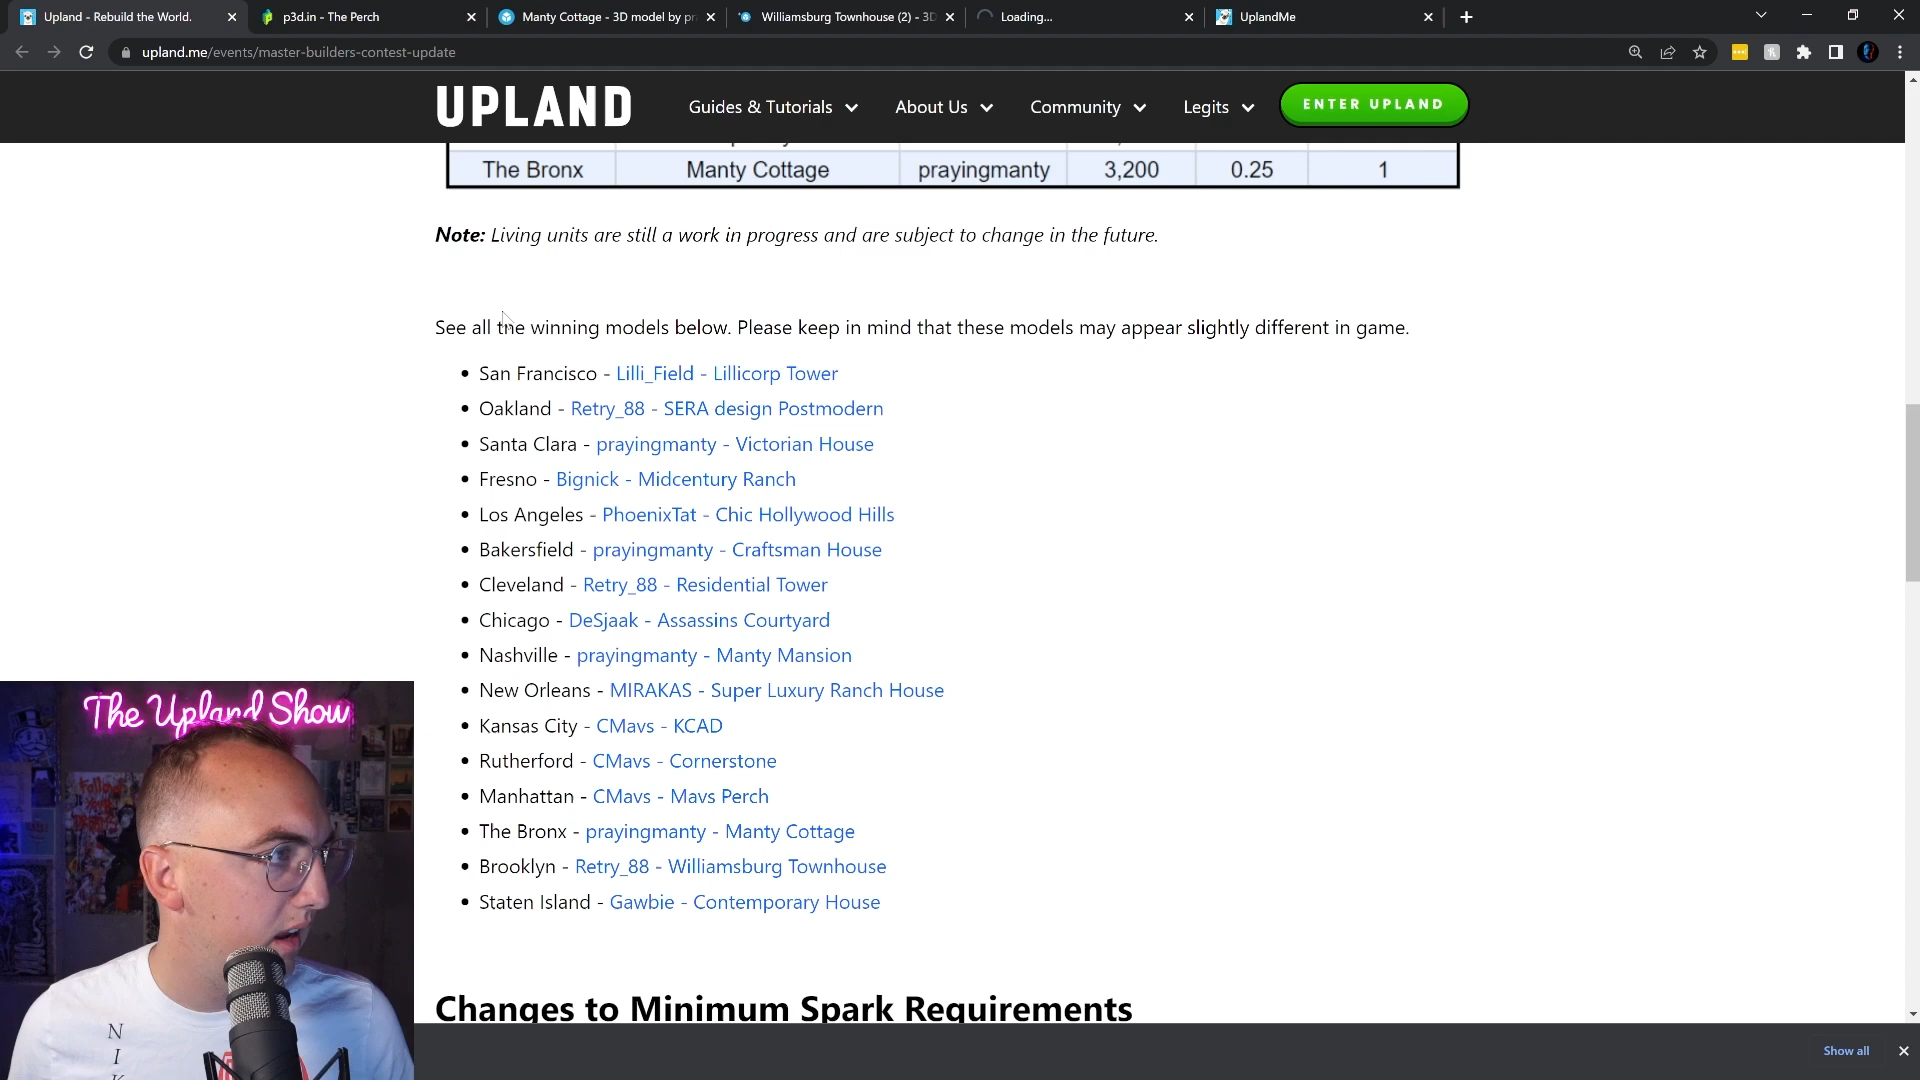 Upland - Rebuild the World.
p3d.in - The Perch
Manty Cottage - 3D model by pra
Williamsburg Townhouse (2) - 3D
Loading...
UplandMe
upland.me/events/master-builders-contest-update
UPLAND
Guides & Tutorials
About Us
Community
Legits
ENTER UPLAND
The Bronx Manty Cottage prayingmanty 3,200 0.25 1
Note: Living units are still a work in progress and are subject to change in the future.
See all the winning models below. Please keep in mind that these models may appear slightly different in game.
• San Francisco - Lilli_Field - Lillicorp Tower
• Oakland - Retry_88 - SERA design Postmodern
• Santa Clara - prayingmanty - Victorian House
• Fresno - Bignick - Midcentury Ranch
• Los Angeles - PhoenixTat - Chic Hollywood Hills
• Bakersfield - prayingmanty - Craftsman House
• Cleveland - Retry_88 - Residential Tower
• Chicago - DeSjaak - Assassins Courtyard
• Nashville - prayingmanty - Manty Mansion
• New Orleans - MIRAKAS - Super Luxury Ranch House
• Kansas City - CMavs - KCAD
• Rutherford - CMavs - Cornerstone
• Manhattan - CMavs - Mavs Perch
• The Bronx - prayingmanty - Manty Cottage
• Brooklyn - Retry_88 - Williamsburg Townhouse
• Staten Island - Gawbie - Contemporary House
Changes to Minimum Spark Requirements
The Upland Show
N
I
K
Show all